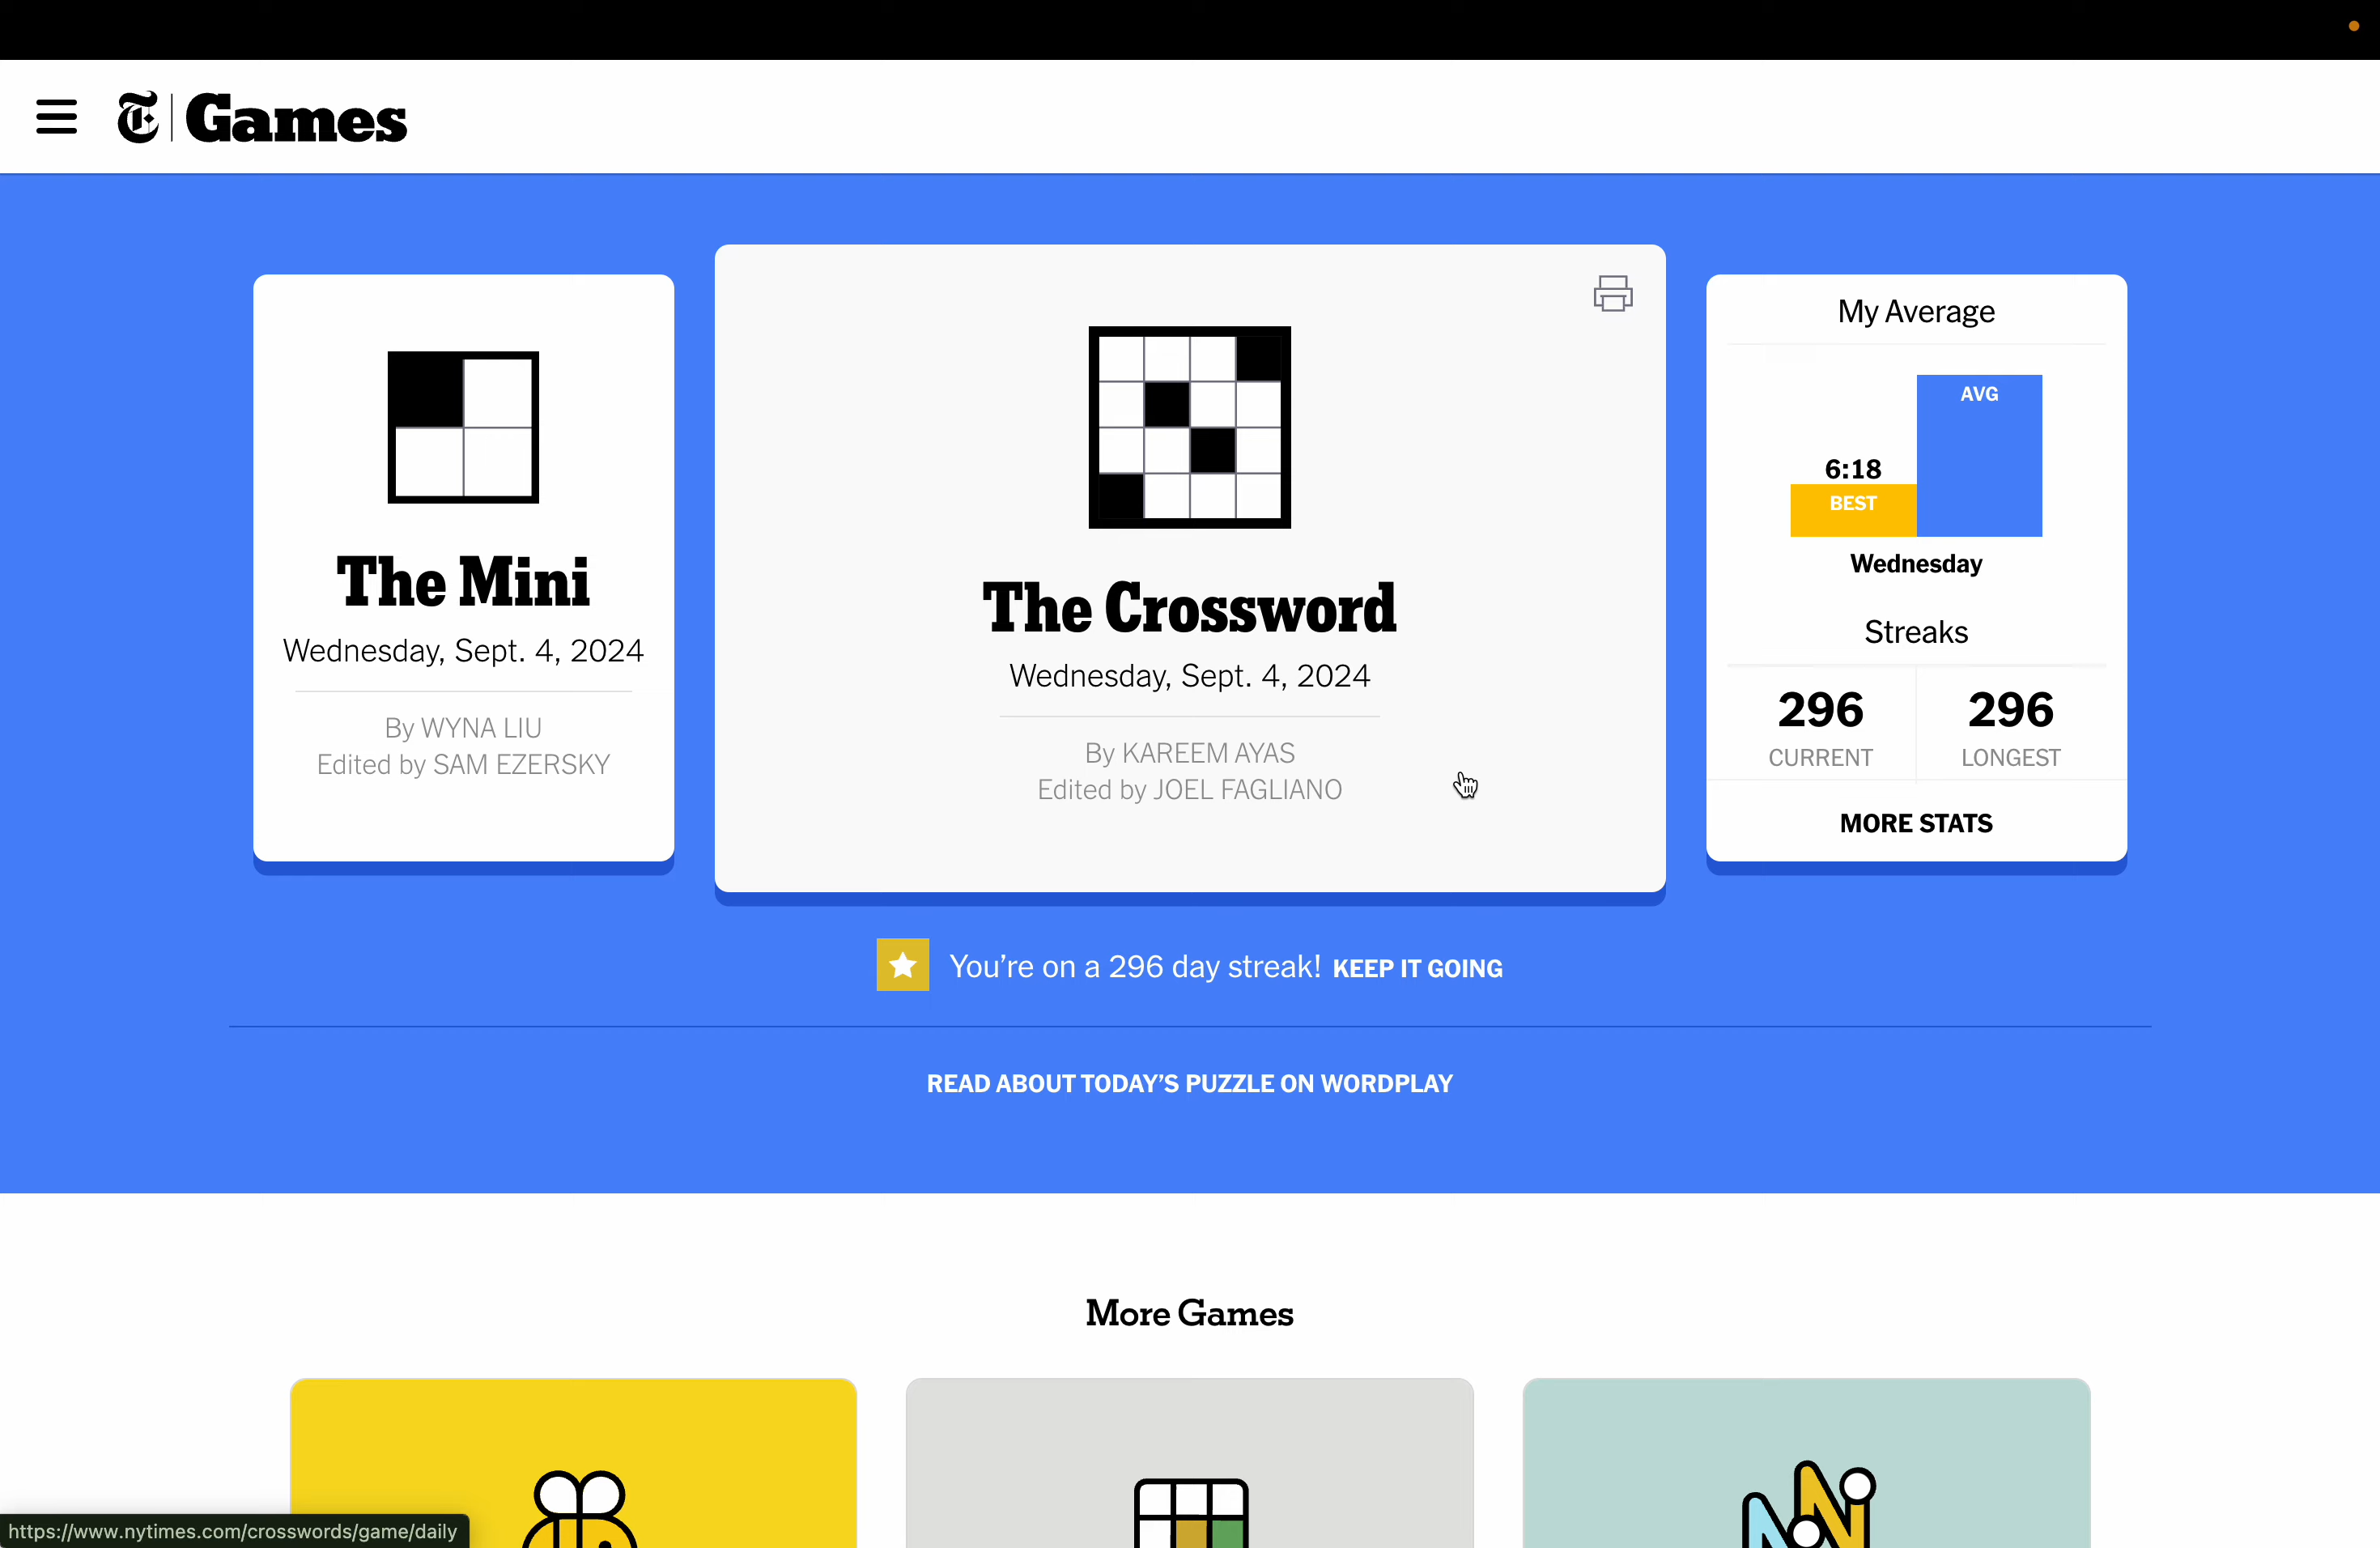 Games
The Mini
Wednesday, Sept. 4, 2024
By WYNA LIU
Edited by SAM EZERSKY
The Crossword
Wednesday, Sept. 4, 2024
By KAREEM AYAS
Edited by JOEL FAGLIANO
My Average
AVG
6:18
BEST
Wednesday
Streaks
296 296
CURRENT LONGEST
MORE STATS
You’re on a 296 day streak! KEEP IT GOING
READ ABOUT TODAY’S PUZZLE ON WORDPLAY
More Games
https://www.nytimes.com/crosswords/game/daily